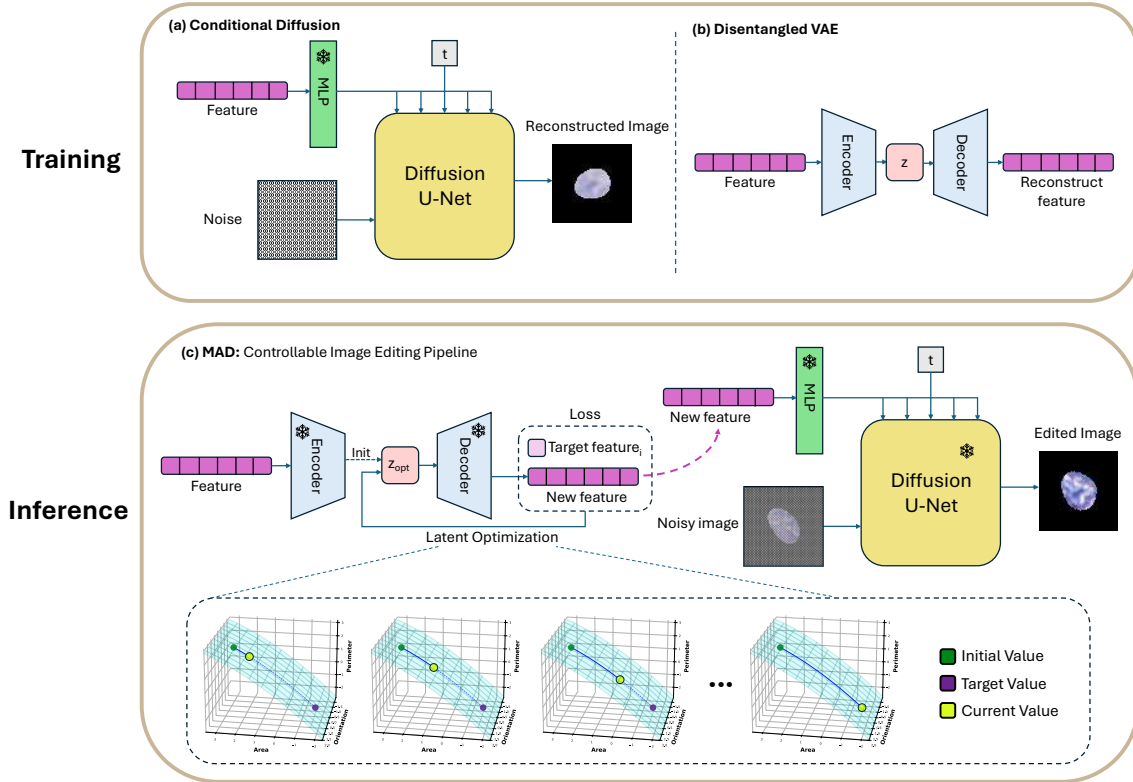 Training
(a) Conditional Diffusion
MLP
t
Feature
Noise
Diffusion
U-Net
Reconstructed Image
(b) Disentangled VAE
Feature
Encoder
z
Decoder
Reconstruct
feature
Inference
(c) MAD: Controllable Image Editing Pipeline
Feature
Encoder
Init
z_opt
Decoder
Loss
Target feature_i
New feature
Latent Optimization
New feature
MLP
t
Noisy image
Diffusion
U-Net
Edited Image
Perimeter
Orientation
Area
Perimeter
Orientation
Area
Perimeter
Orientation
Area
•••
Perimeter
Orientation
Area
Initial Value
Target Value
Current Value